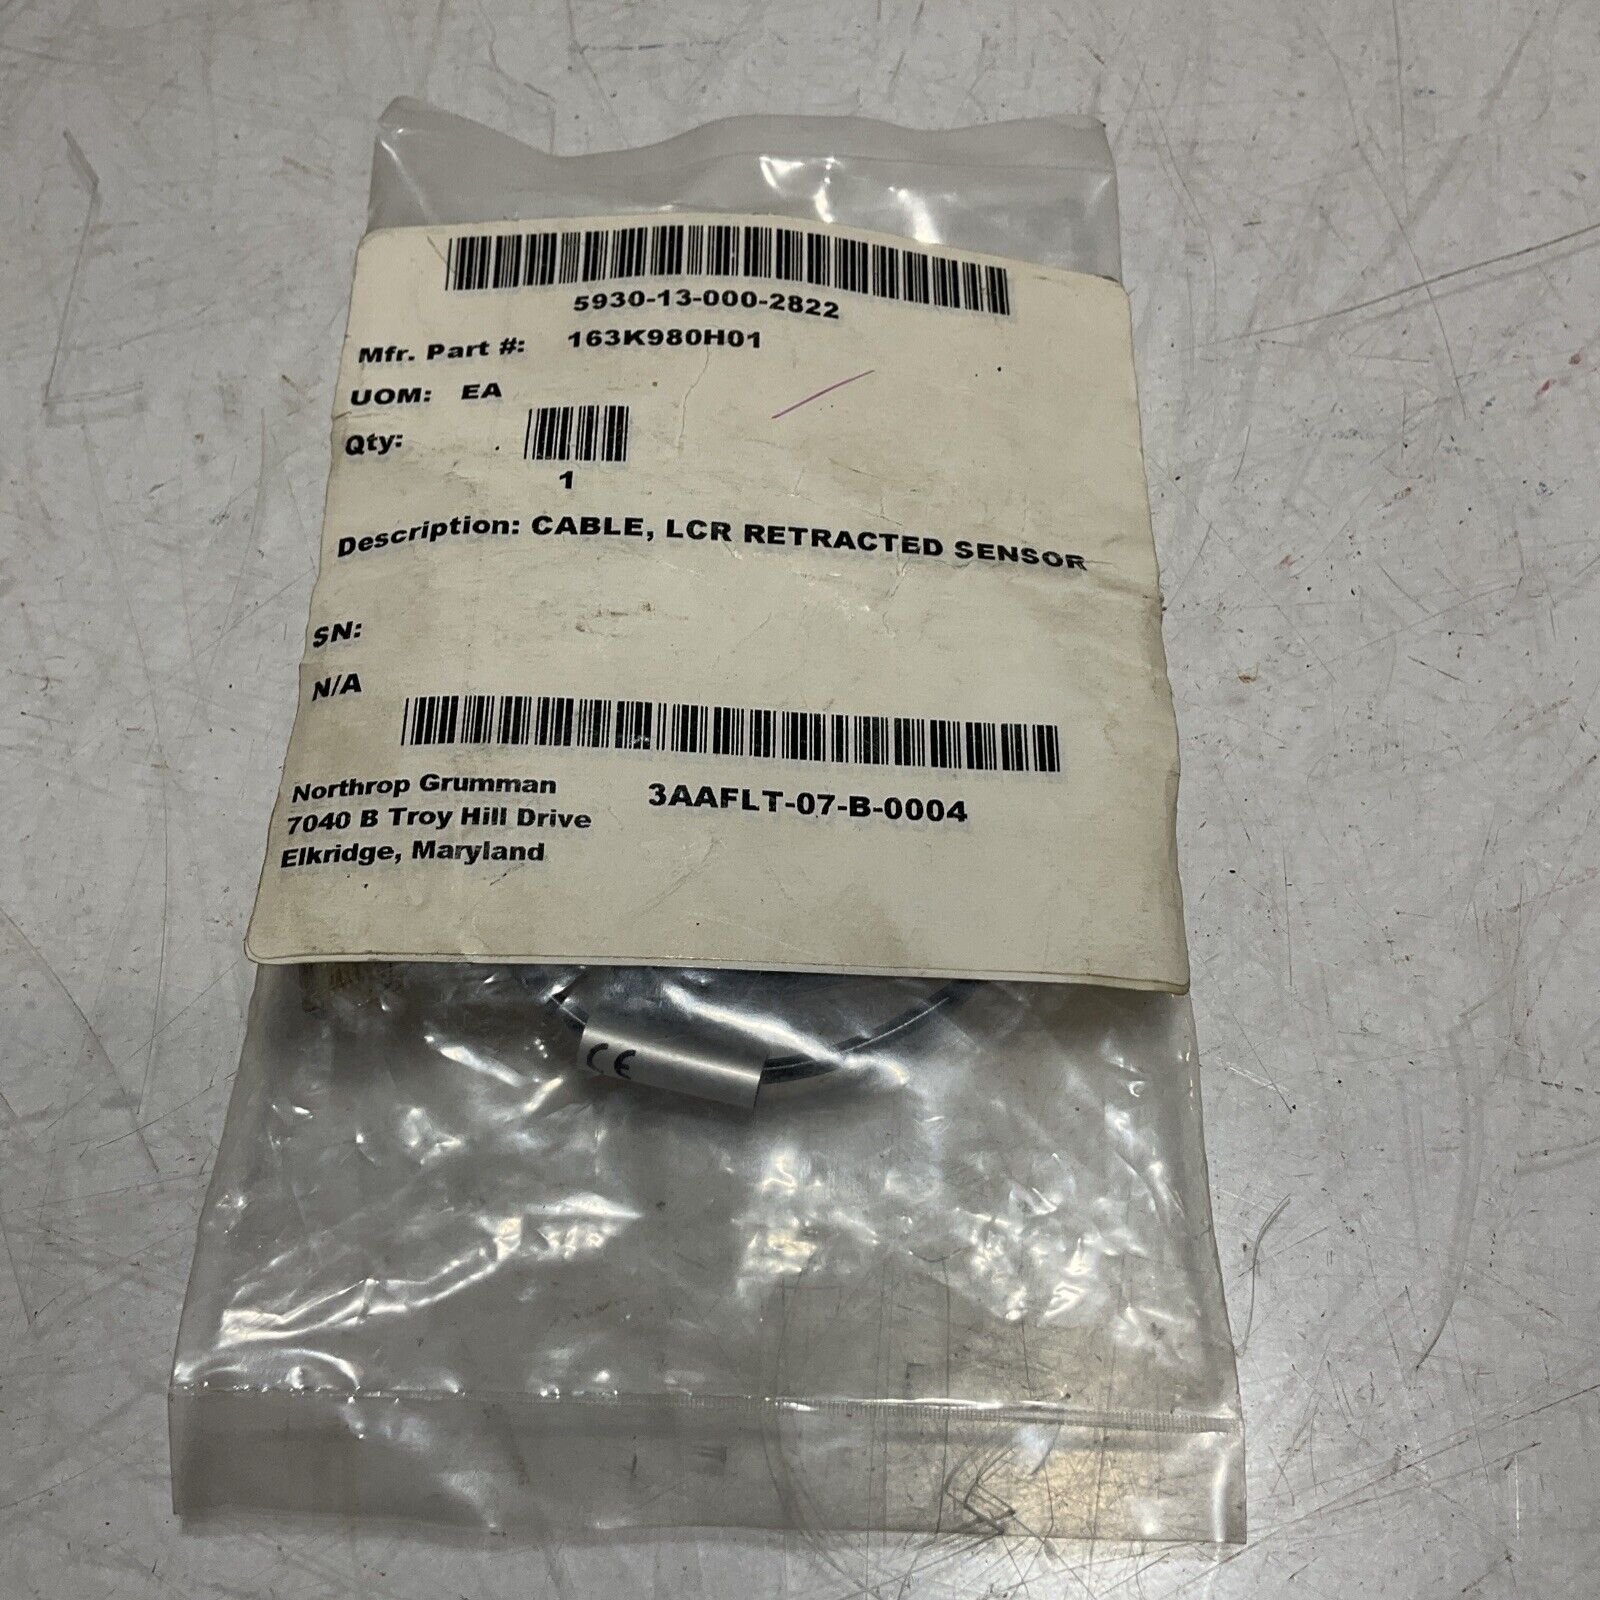 5930-13-000-2822
Mfr. Part #: 163K980H01
UOM: EA
Qty:
1
Description: CABLE, LCR RETRACTED SENSOR
SN:
N/A
Northrop Grumman 3AAFLT-07-B-0004
7040 B Troy Hill Drive
Elkridge, Maryland
CE